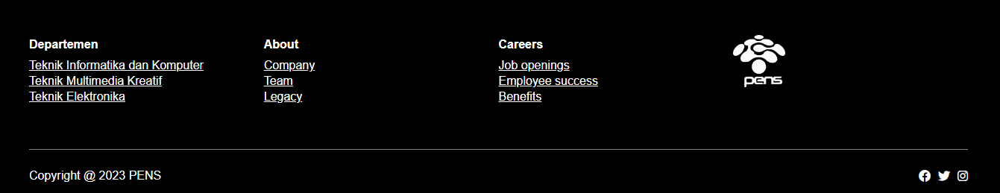 Departemen
Teknik Informatika dan Komputer
Teknik Multimedia Kreatif
Teknik Elektronika
About
Company
Team
Legacy
Careers
Job openings
Employee success
Benefits
pens
Copyright @ 2023 PENS